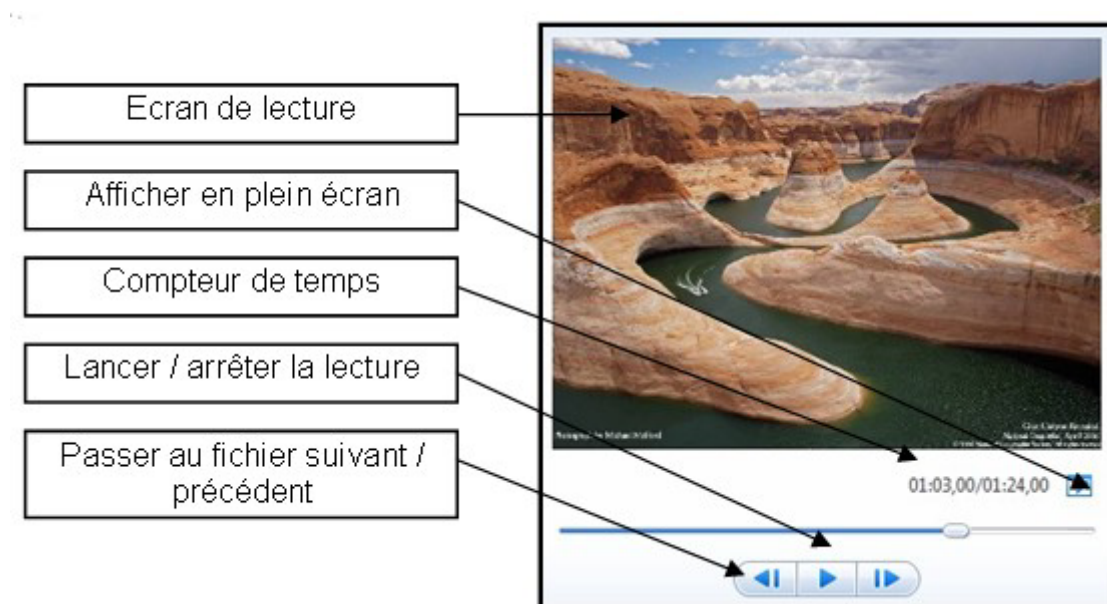 Ecran de lecture
Afficher en plein écran
Compteur de temps
Lancer / arrêter la lecture
Passer au fichier suivant /
précédent
01:03,00/01:24,00